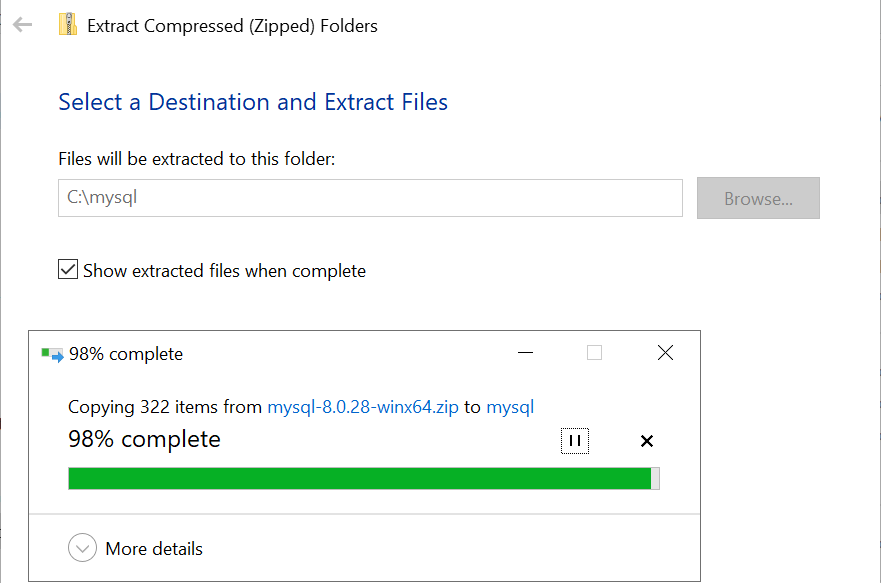 Extract Compressed (Zipped) Folders
Select a Destination and Extract Files
Files will be extracted to this folder:
C:\mysql
Browse...
Show extracted files when complete
98% complete
Copying 322 items from mysql-8.0.28-winx64.zip to mysql
98% complete
More details